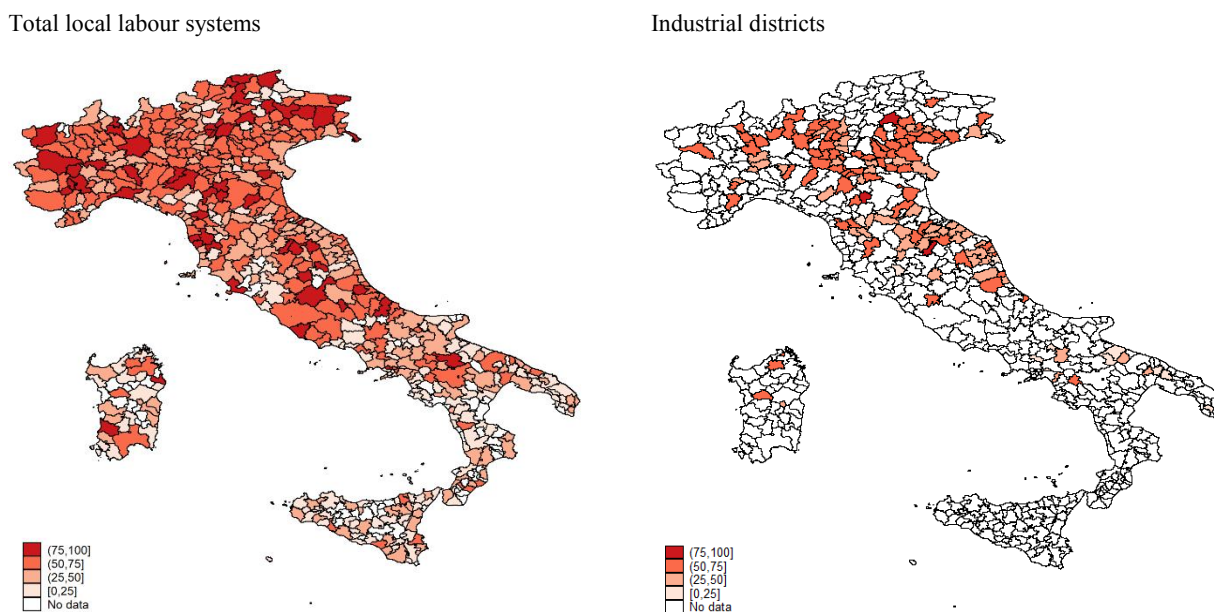 Total local labour systems
Industrial districts
(75,100]
(50,75]
(25,50]
[0,25]
No data
(75,100]
(50,75]
(25,50]
[0,25]
No data